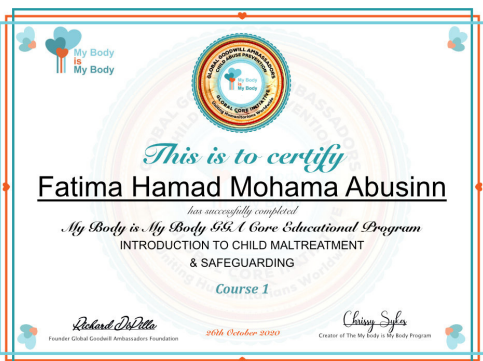 My Body
is
My Body
GLOBAL GOODWILL AMBASSADORS
CHILD ABUSE PREVENTION
My Body
is
My Body
GLOBAL CORE INITIATIVE
Uniting Humanitarians Worldwide
This is to certify
Fatima Hamad Mohama Abusinn
has successfully completed
My Body is My Body GGA Core Educational Program
INTRODUCTION TO CHILD MALTREATMENT
& SAFEGUARDING
Course 1
Richard DiPilla
Founder Global Goodwill Ambassadors Foundation
26th October 2020
Chrissy Sykes
Creator of The My body is My Body Program